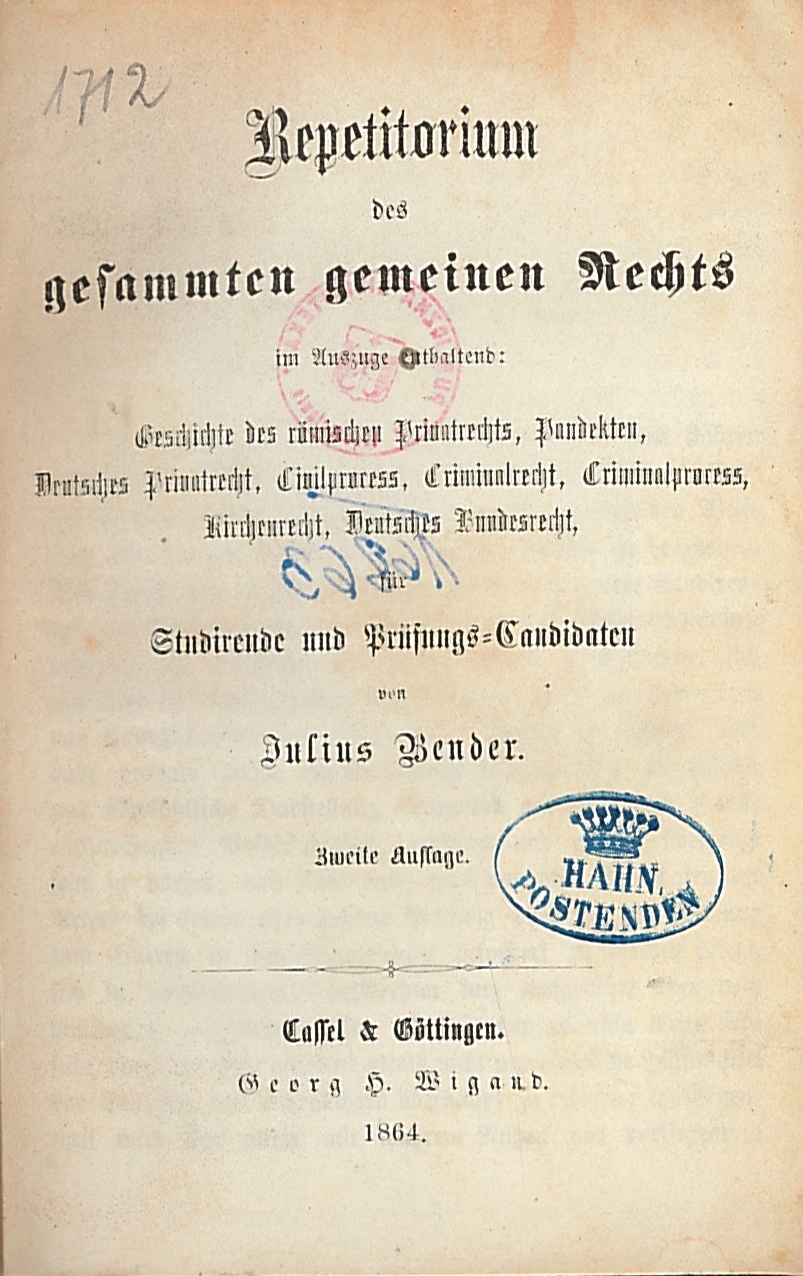 1712
Repetitorium
des
gesammten gemeinen Rechts
im Auszuge enthaltend:
Geschichte des römischen Privatrechts, Pandekten,
Deutsches Privatrecht, Civilprocess, Criminalrecht, Criminalprocess,
Kirchenrecht, Deutsches Bundesrecht,
für
Studirende und Prüfungs-Candidaten
von
Julius Bender.
Zweite Auflage.
HAHN,
POSTENDEN
Cassel & Göttingen.
Georg H. Wigand.
1864.